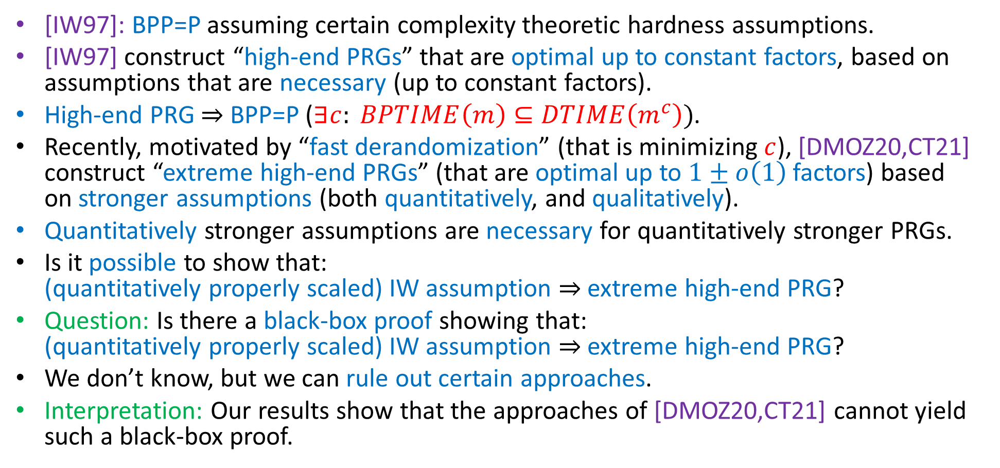 • [IW97]: BPP=P assuming certain complexity theoretic hardness assumptions.
• [IW97] construct “high-end PRGs” that are optimal up to constant factors, based on
assumptions that are necessary (up to constant factors).
• High-end PRG ⇒ BPP=P (∃c: BPTIME(m) ⊆ DTIME(m^c)).
• Recently, motivated by “fast derandomization” (that is minimizing c), [DMOZ20,CT21]
construct “extreme high-end PRGs” (that are optimal up to 1 ± o(1) factors) based
on stronger assumptions (both quantitatively, and qualitatively).
• Quantitatively stronger assumptions are necessary for quantitatively stronger PRGs.
• Is it possible to show that:
(quantitatively properly scaled) IW assumption ⇒ extreme high-end PRG?
• Question: Is there a black-box proof showing that:
(quantitatively properly scaled) IW assumption ⇒ extreme high-end PRG?
• We don’t know, but we can rule out certain approaches.
• Interpretation: Our results show that the approaches of [DMOZ20,CT21] cannot yield
such a black-box proof.